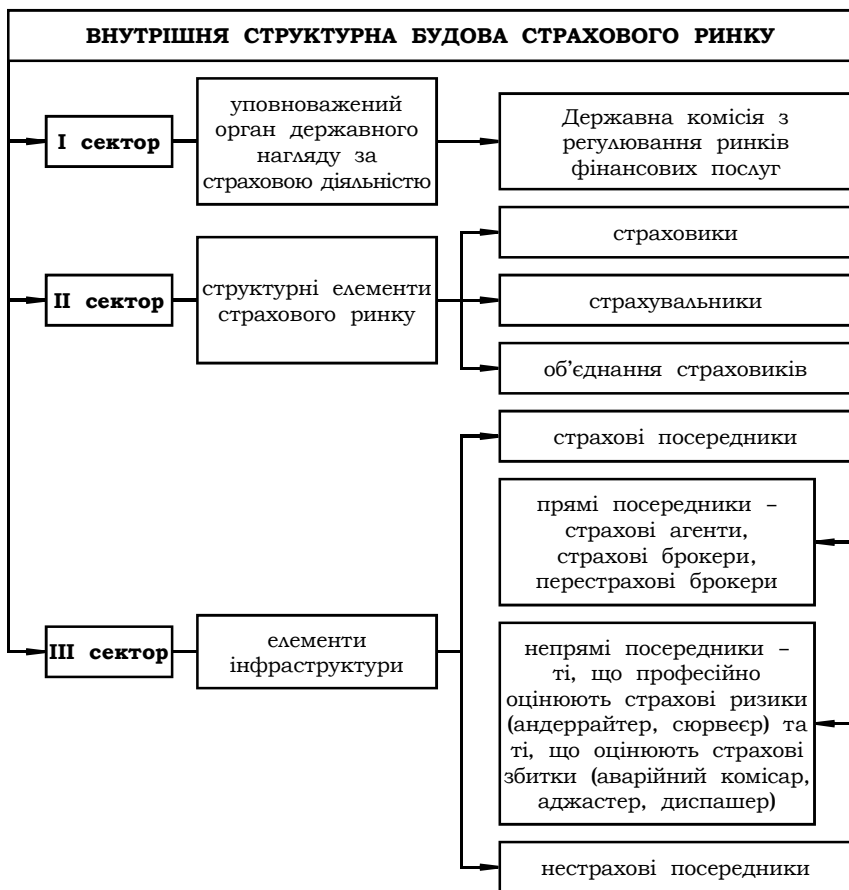 ВНУТРІШНЯ СТРУКТУРНА БУДОВА СТРАХОВОГО РИНКУ
І сектор
уповноважений
орган державного
нагляду за
страховою діяльністю
Державна комісія з
регулювання ринків
фінансових послуг
ІІ сектор
структурні елементи
страхового ринку
страховики
страхувальники
об’єднання страховиків
ІІІ сектор
елементи
інфраструктури
страхові посередники
прямі посередники –
страхові агенти,
страхові брокери,
перестрахові брокери
непрямі посередники –
ті, що професійно
оцінюють страхові ризики
(андеррайтер, сюрвеєр) та
ті, що оцінюють страхові
збитки (аварійний комісар,
аджастер, диспашер)
нестрахові посередники